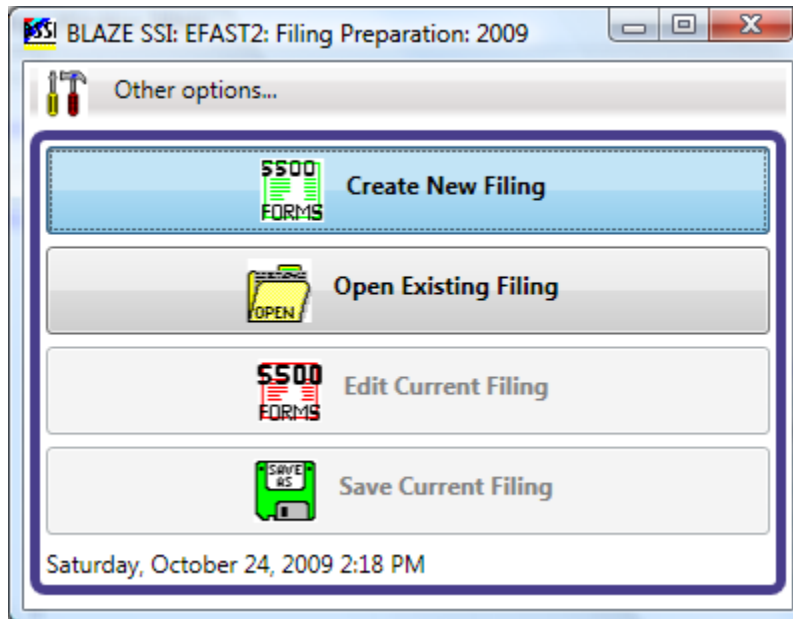 SSI BLAZE SSI: EFAST2: Filing Preparation: 2009
Other options...
5500 FORMS Create New Filing
OPEN Open Existing Filing
5500 FORMS Edit Current Filing
SAVE AS Save Current Filing
Saturday, October 24, 2009 2:18 PM